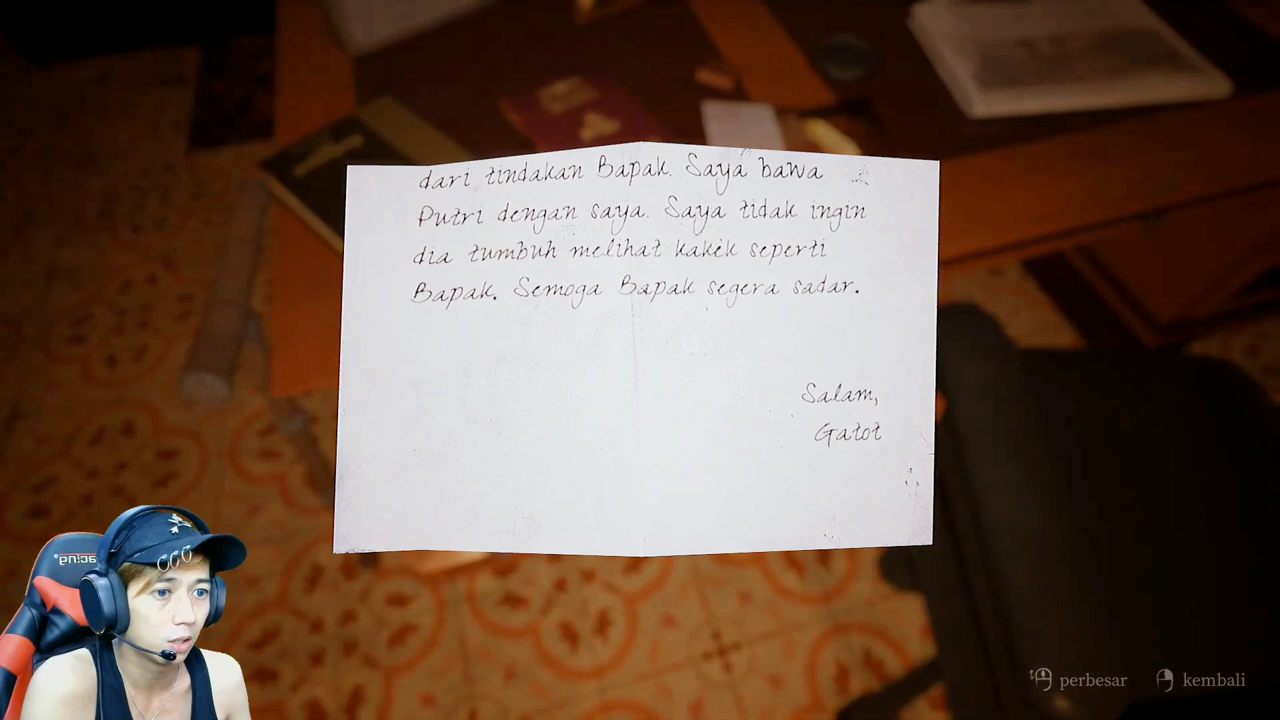 dari tindakan Bapak. Saya bawa
Putri dengan saya. Saya tidak ingin
dia tumbuh melihat kakek seperti
Bapak. Semoga Bapak segera sadar.
Salam,
Gatot
perbesar
kembali